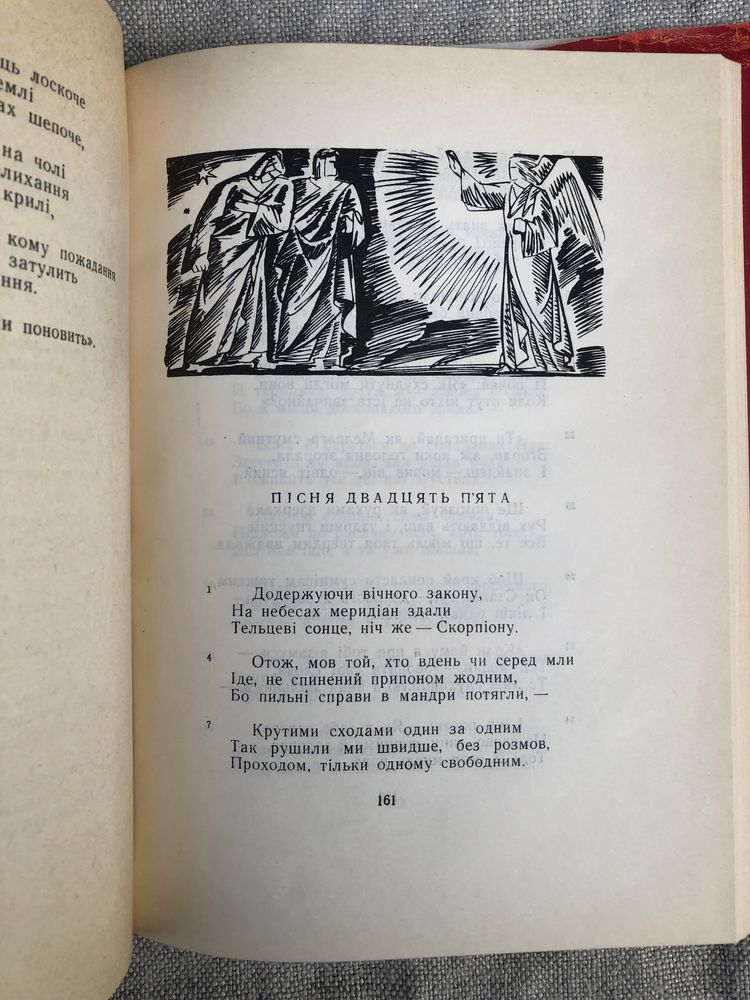 ць лоскоче
емлі
ах шепоче,
на чолі
лихання
крилі,
кому пожадання
затулить
ння.
и поновить».
ПІСНЯ ДВАДЦЯТЬ П'ЯТА
1 Додержуючи вічного закону,
На небесах меридіан здали
Тельцеві сонце, ніч же — Скорпіону.
4 Отож, мов той, хто вдень чи серед мли
Іде, не спинений припоном жодним,
Бо пильні справи в мандри потягли, —
7 Крутими сходами один за одним
Так рушили ми швидше, без розмов,
Проходом, тільки одному свободним.
161